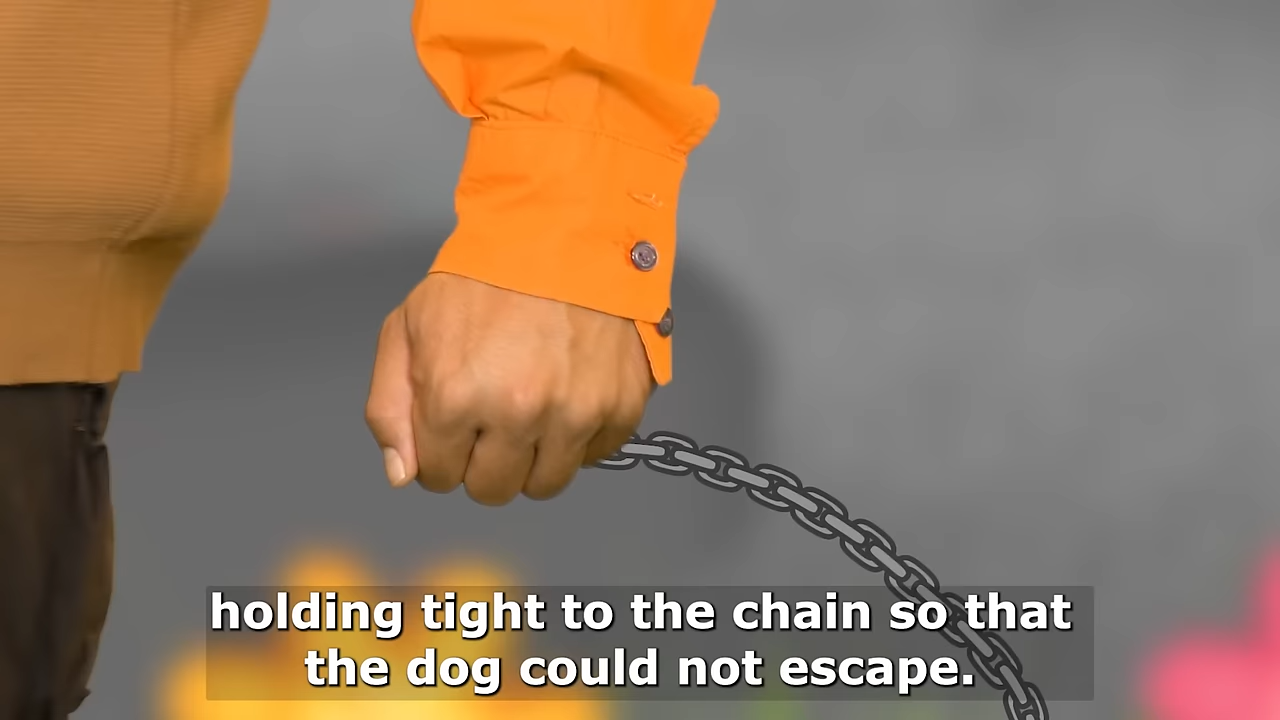 holding tight to the chain so that
the dog could not escape.